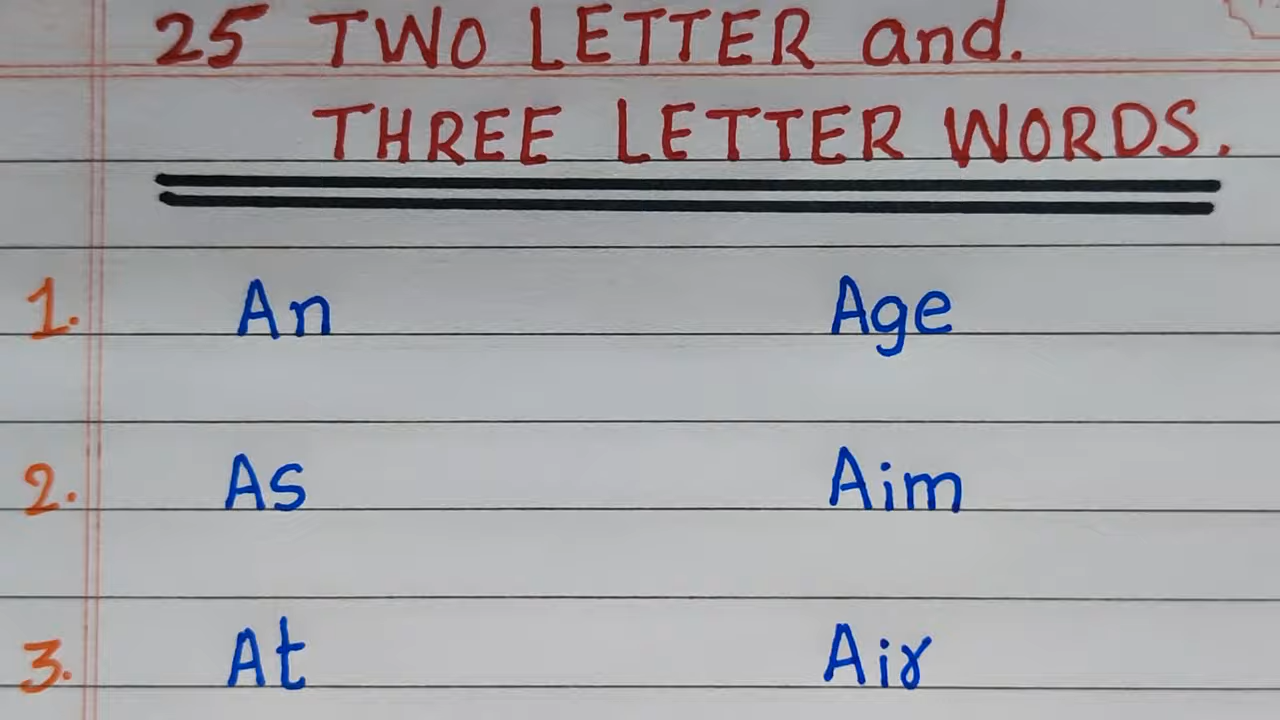 25 TWO LETTER and.
THREE LETTER WORDS.
1. An Age
2. As Aim
3. At Air